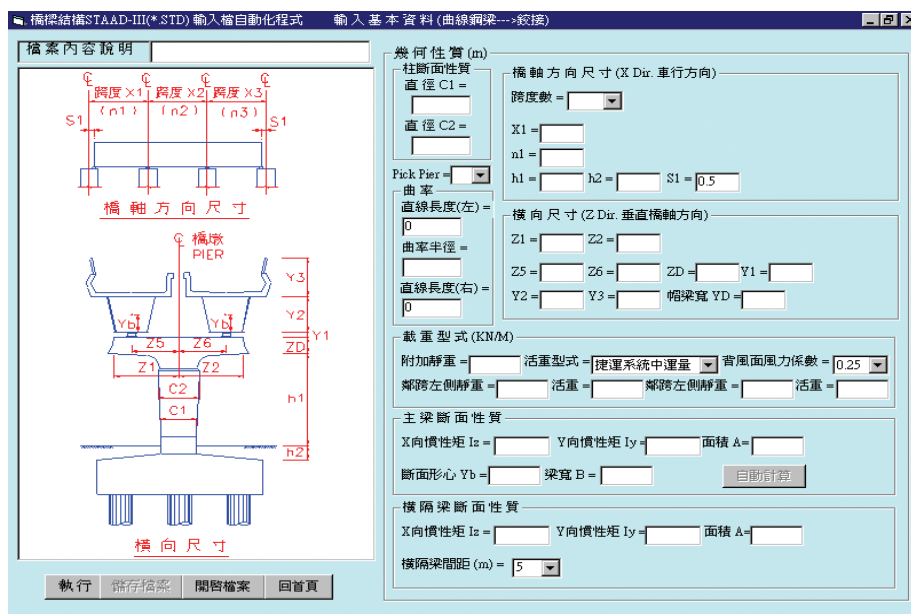 橋樑結構STAAD-III(*.STD) 輸入檔自動化程式 輸入基本資料 (曲線鋼梁--->鉸接)
檔案內容說明
℄ ℄ ℄ ℄
跨度X1 跨度X2 跨度X3
(n1) (n2) (n3)
S1 S1
橋軸方向尺寸
℄ 橋墩
PIER
Y3
Y2
Yb Yb
Y1
Z5 Z6 ZD
Z1 Z2
C2
h1
C1
h2
橫向尺寸
執行 儲存檔案 開啓檔案 回首頁
幾何性質(m)
柱斷面性質
直徑 C1 =
直徑 C2 =
Pick Pier =
曲率
直線長度(左) =
0
曲率半徑 =
直線長度(右) =
0
橋軸方向尺寸 (X Dir. 車行方向)
跨度數 =
X1 =
n1 =
h1 = h2 = S1 = 0.5
橫向尺寸 (Z Dir. 垂直橋軸方向)
Z1 = Z2 =
Z5 = Z6 = ZD = Y1 =
Y2 = Y3 = 帽梁寬 YD =
載重型式 (KN/M)
附加靜重 = 活重型式 = 捷運系統中運量 背風面風力係數 = 0.25
鄰跨左側靜重 = 活重 = 鄰跨左側靜重 = 活重 =
主梁斷面性質
X向慣性矩 Iz = Y向慣性矩 Iy = 面積 A=
斷面形心 Yb = 梁寬 B = 自動計算
橫隔梁斷面性質
X向慣性矩 Iz = Y向慣性矩 Iy = 面積 A=
橫隔梁間距 (m) = 5